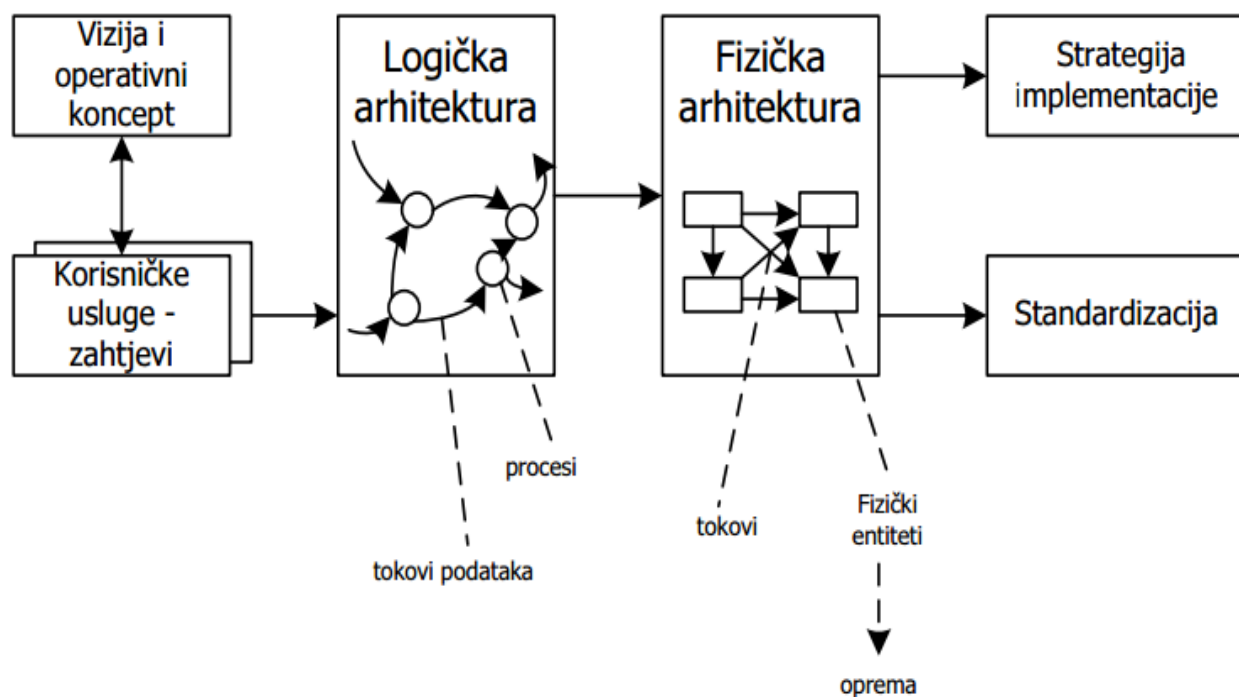 Vizija i
operativni
koncept
Korisničke
usluge -
zahtjevi
Logička
arhitektura
Fizička
arhitektura
Strategija
implementacije
Standardizacija
procesi
tokovi podataka
tokovi
Fizički
entiteti
oprema